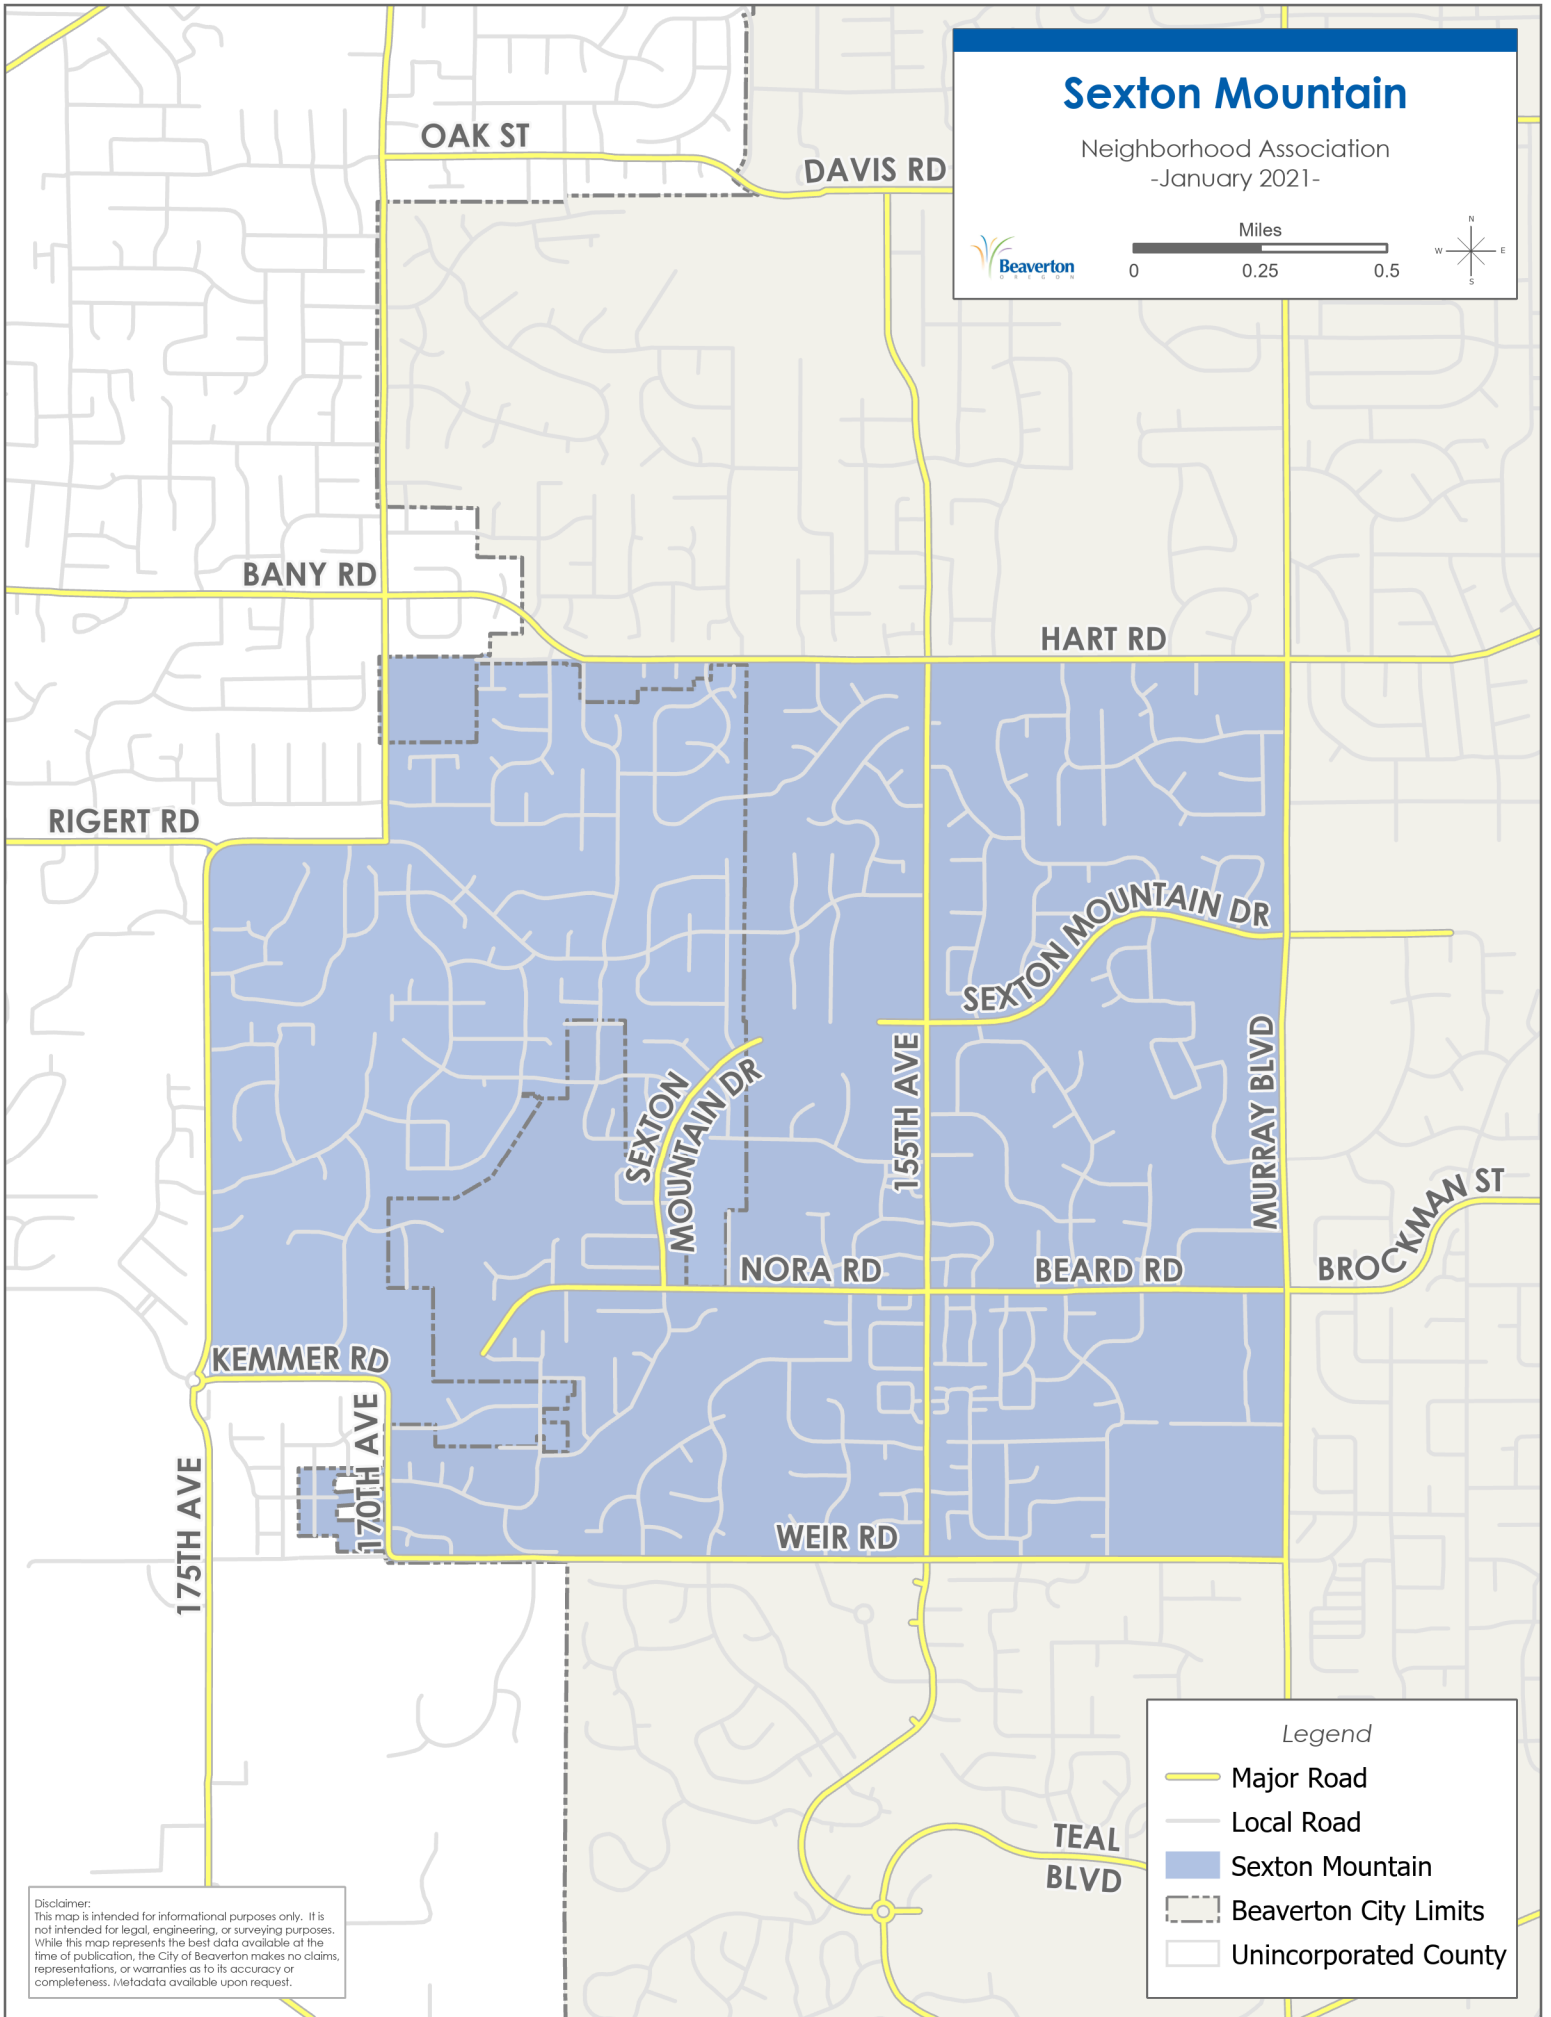 Sexton Mountain
Neighborhood Association
-January 2021-
Miles
0 0.25 0.5
N
W E
S
Beaverton
OREGON
OAK ST
DAVIS RD
BANY RD
HART RD
RIGERT RD
SEXTON MOUNTAIN DR
SEXTON
MOUNTAIN DR
155TH AVE
MURRAY BLVD
BROCKMAN ST
NORA RD
BEARD RD
KEMMER RD
170TH AVE
175TH AVE
WEIR RD
TEAL
BLVD
Legend
Major Road
Local Road
Sexton Mountain
Beaverton City Limits
Unincorporated County
Disclaimer:
This map is intended for informational purposes only. It is
not intended for legal, engineering, or surveying purposes.
While this map represents the best data available at the
time of publication, the City of Beaverton makes no claims,
representations, or warranties as to its accuracy or
completeness. Metadata available upon request.